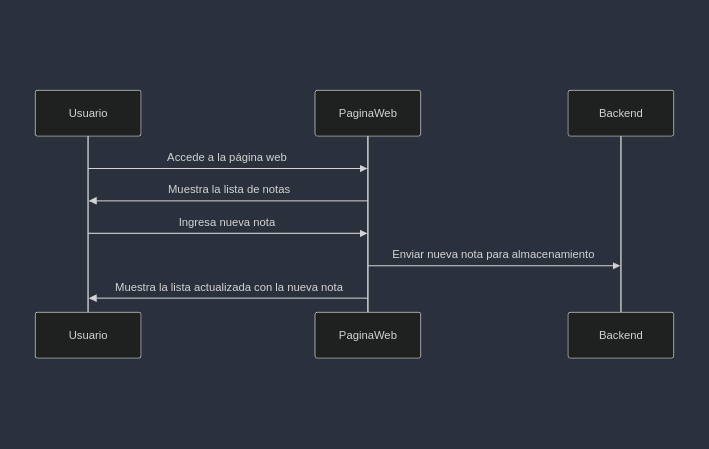 Usuario
PaginaWeb
Backend
Accede a la página web
Muestra la lista de notas
Ingresa nueva nota
Enviar nueva nota para almacenamiento
Muestra la lista actualizada con la nueva nota
Usuario
PaginaWeb
Backend